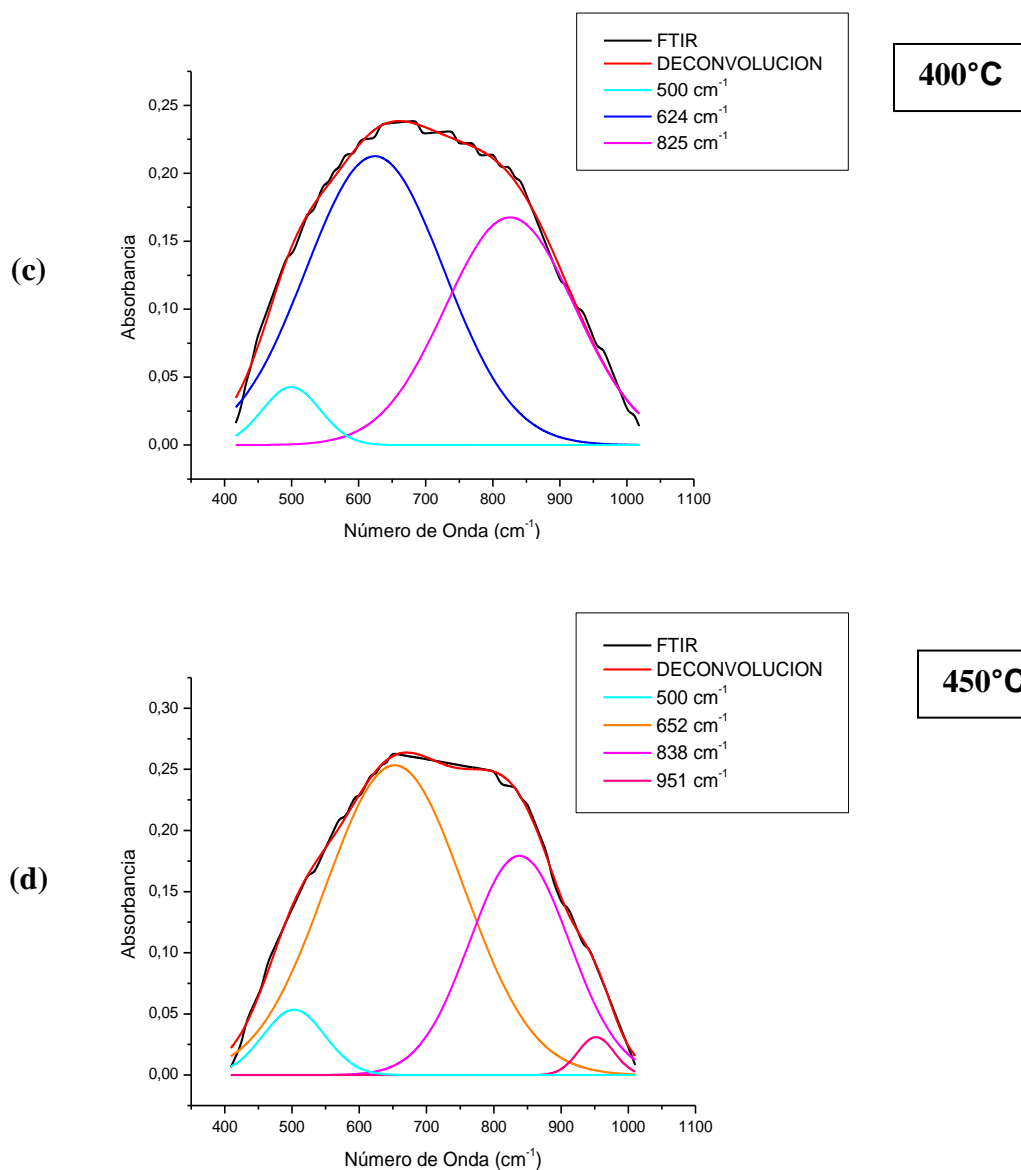 FTIR
DECONVOLUCION
500 cm-1
624 cm-1
825 cm-1
400°C
(c)
Absorbancia
0,25
0,20
0,15
0,10
0,05
0,00
400 500 600 700 800 900 1000 1100
Número de Onda (cm-1)
FTIR
DECONVOLUCION
500 cm-1
652 cm-1
838 cm-1
951 cm-1
450°C
(d)
Absorbancia
0,30
0,25
0,20
0,15
0,10
0,05
0,00
400 500 600 700 800 900 1000 1100
Número de Onda (cm-1)